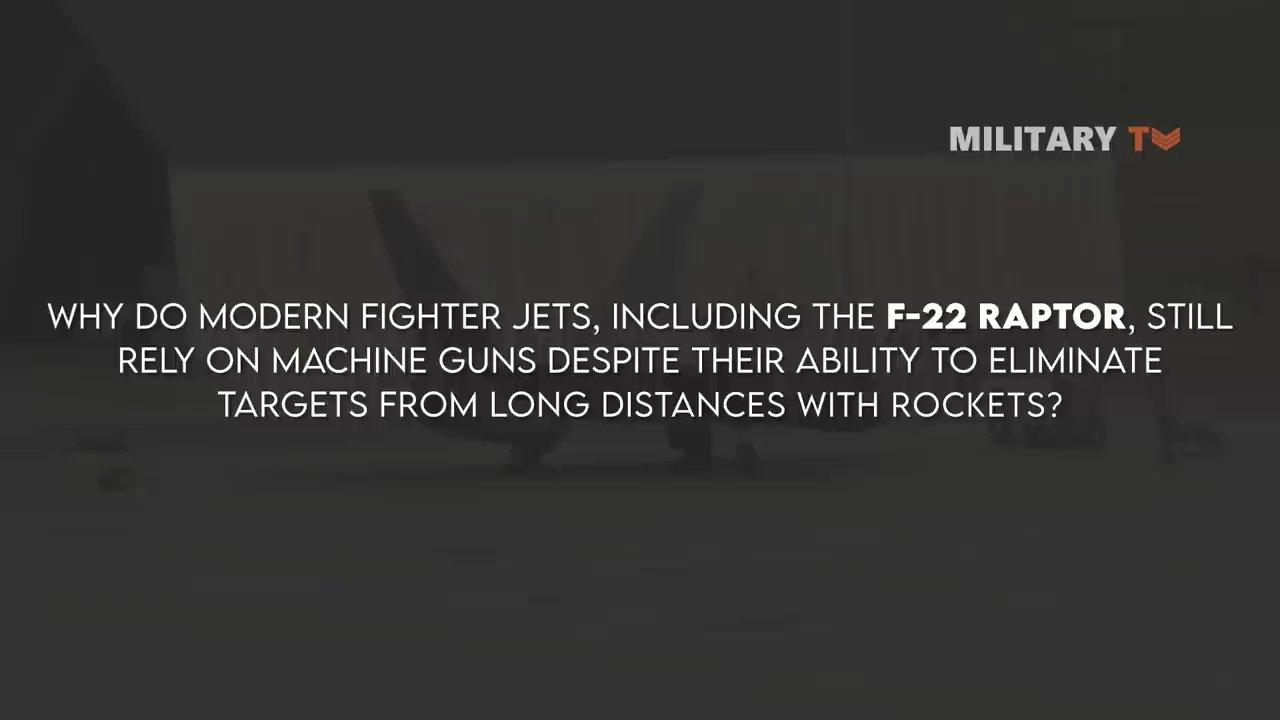 MILITARY TV
WHY DO MODERN FIGHTER JETS, INCLUDING THE F-22 RAPTOR, STILL
RELY ON MACHINE GUNS DESPITE THEIR ABILITY TO ELIMINATE
TARGETS FROM LONG DISTANCES WITH ROCKETS?